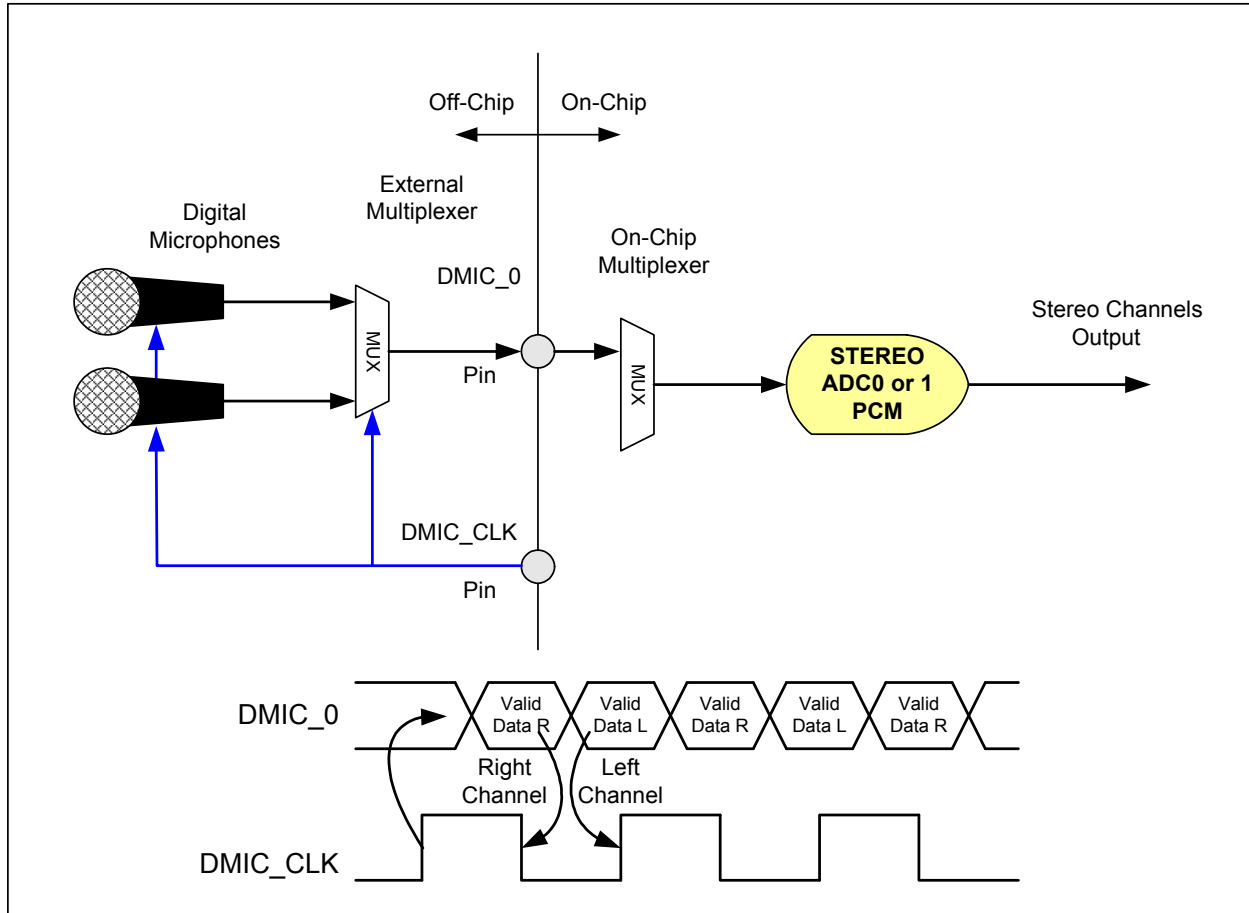 Off-Chip
On-Chip
External
Multiplexer
Digital
Microphones
On-Chip
Multiplexer
DMIC_0
MUX
Pin
MUX
STEREO
ADC0 or 1
PCM
Stereo Channels
Output
DMIC_CLK
Pin
DMIC_0
Valid
Data R
Valid
Data L
Valid
Data R
Valid
Data L
Valid
Data R
Right
Channel
Left
Channel
DMIC_CLK